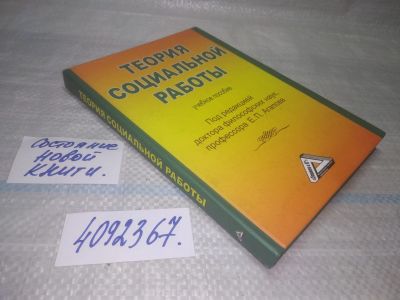 ТЕОРИЯ
СОЦИАЛЬНОЙ
РАБОТЫ
учебное пособие
Под редакцией
доктора философских наук,
профессора Е.П. Агапова
ТЕОРИЯ СОЦИАЛЬНОЙ РАБОТЫ
состояние
новой
книги.
4092367.